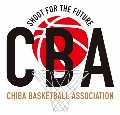 SHOOT FOR THE FUTURE
CBA
CHIBA BASKETBALL ASSOCIATION